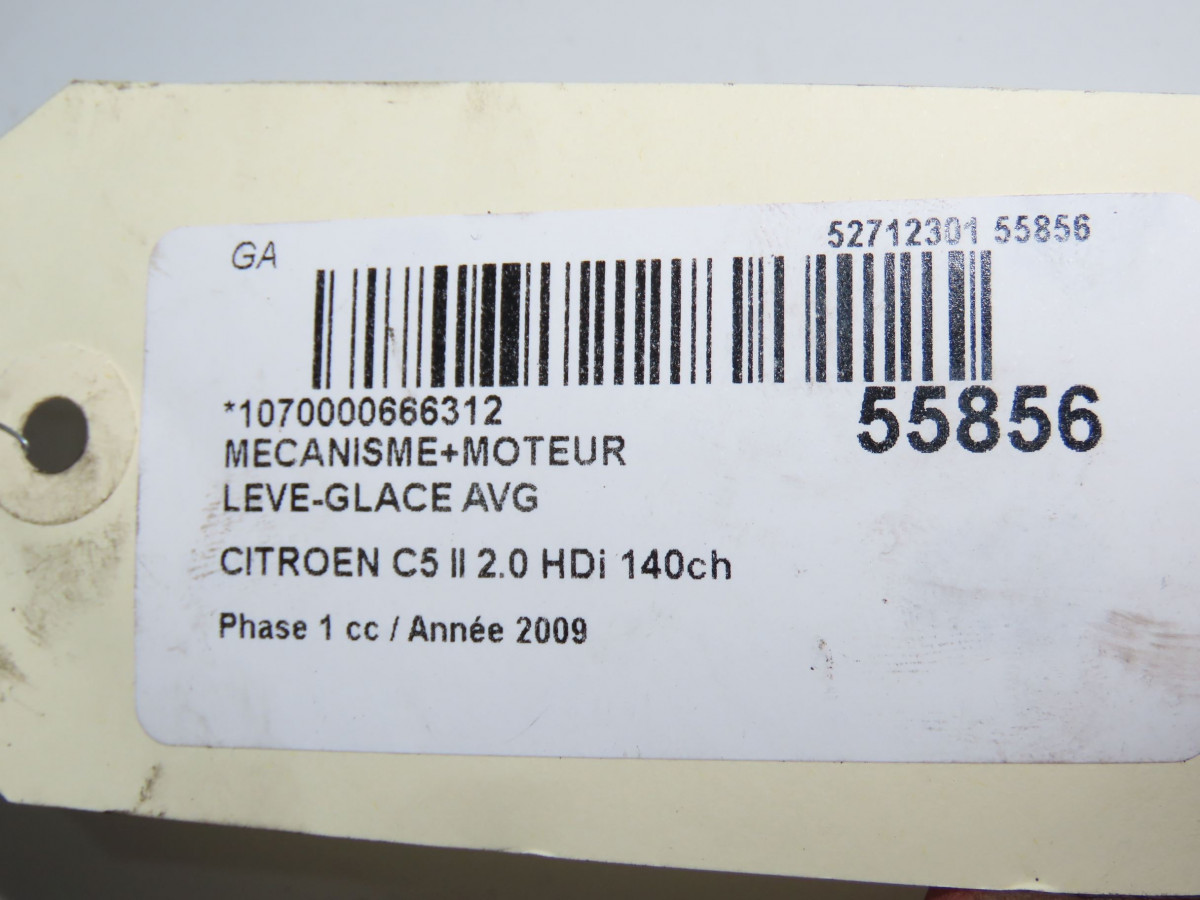 GA
52712301 55856
*1070000666312
55856
MECANISME+MOTEUR
LEVE-GLACE AVG
CITROEN C5 II 2.0 HDi 140ch
Phase 1 cc / Année 2009